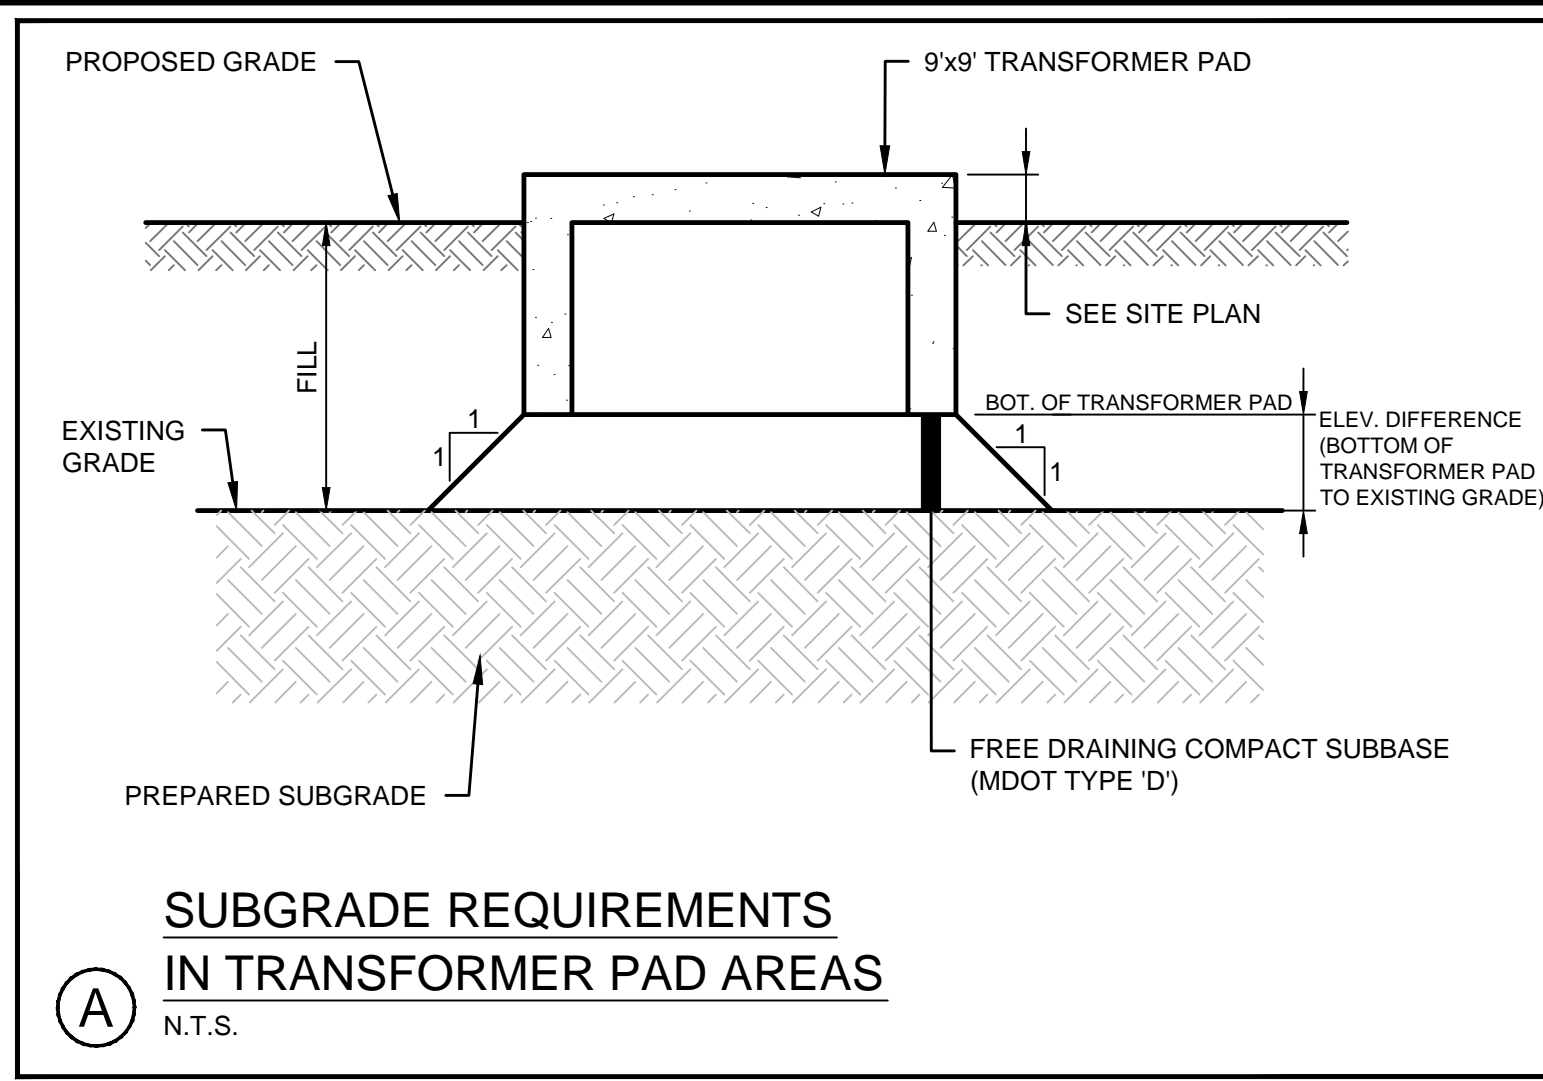 PROPOSED GRADE
9'x9' TRANSFORMER PAD
SEE SITE PLAN
FILL
BOT. OF TRANSFORMER PAD
ELEV. DIFFERENCE
(BOTTOM OF
TRANSFORMER PAD
TO EXISTING GRADE)
1
1
1
1
EXISTING
GRADE
FREE DRAINING COMPACT SUBBASE
(MDOT TYPE 'D')
PREPARED SUBGRADE
SUBGRADE REQUIREMENTS
IN TRANSFORMER PAD AREAS
A
N.T.S.